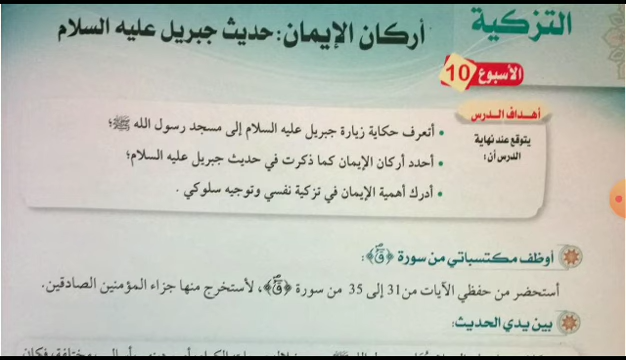 التزكية
أركان الإيمان: حديث جبريل عليه السلام
الأسبوع 10
أهداف الدرس
يتوقع عند نهاية
الدرس أن:
• أتعرف حكاية زيارة جبريل عليه السلام إلى مسجد رسول الله ﷺ؛
• أحدد أركان الإيمان كما ذكرت في حديث جبريل عليه السلام؛
• أدرك أهمية الإيمان في تزكية نفسي وتوجيه سلوكي .
أوظف مكتسباتي من سورة ﴿ق﴾:
أستحضر من حفظي الآيات من 31 إلى 35 من سورة ﴿ق﴾، لأستخرج منها جزاء المؤمنين الصادقين.
بين يدي الحديث: